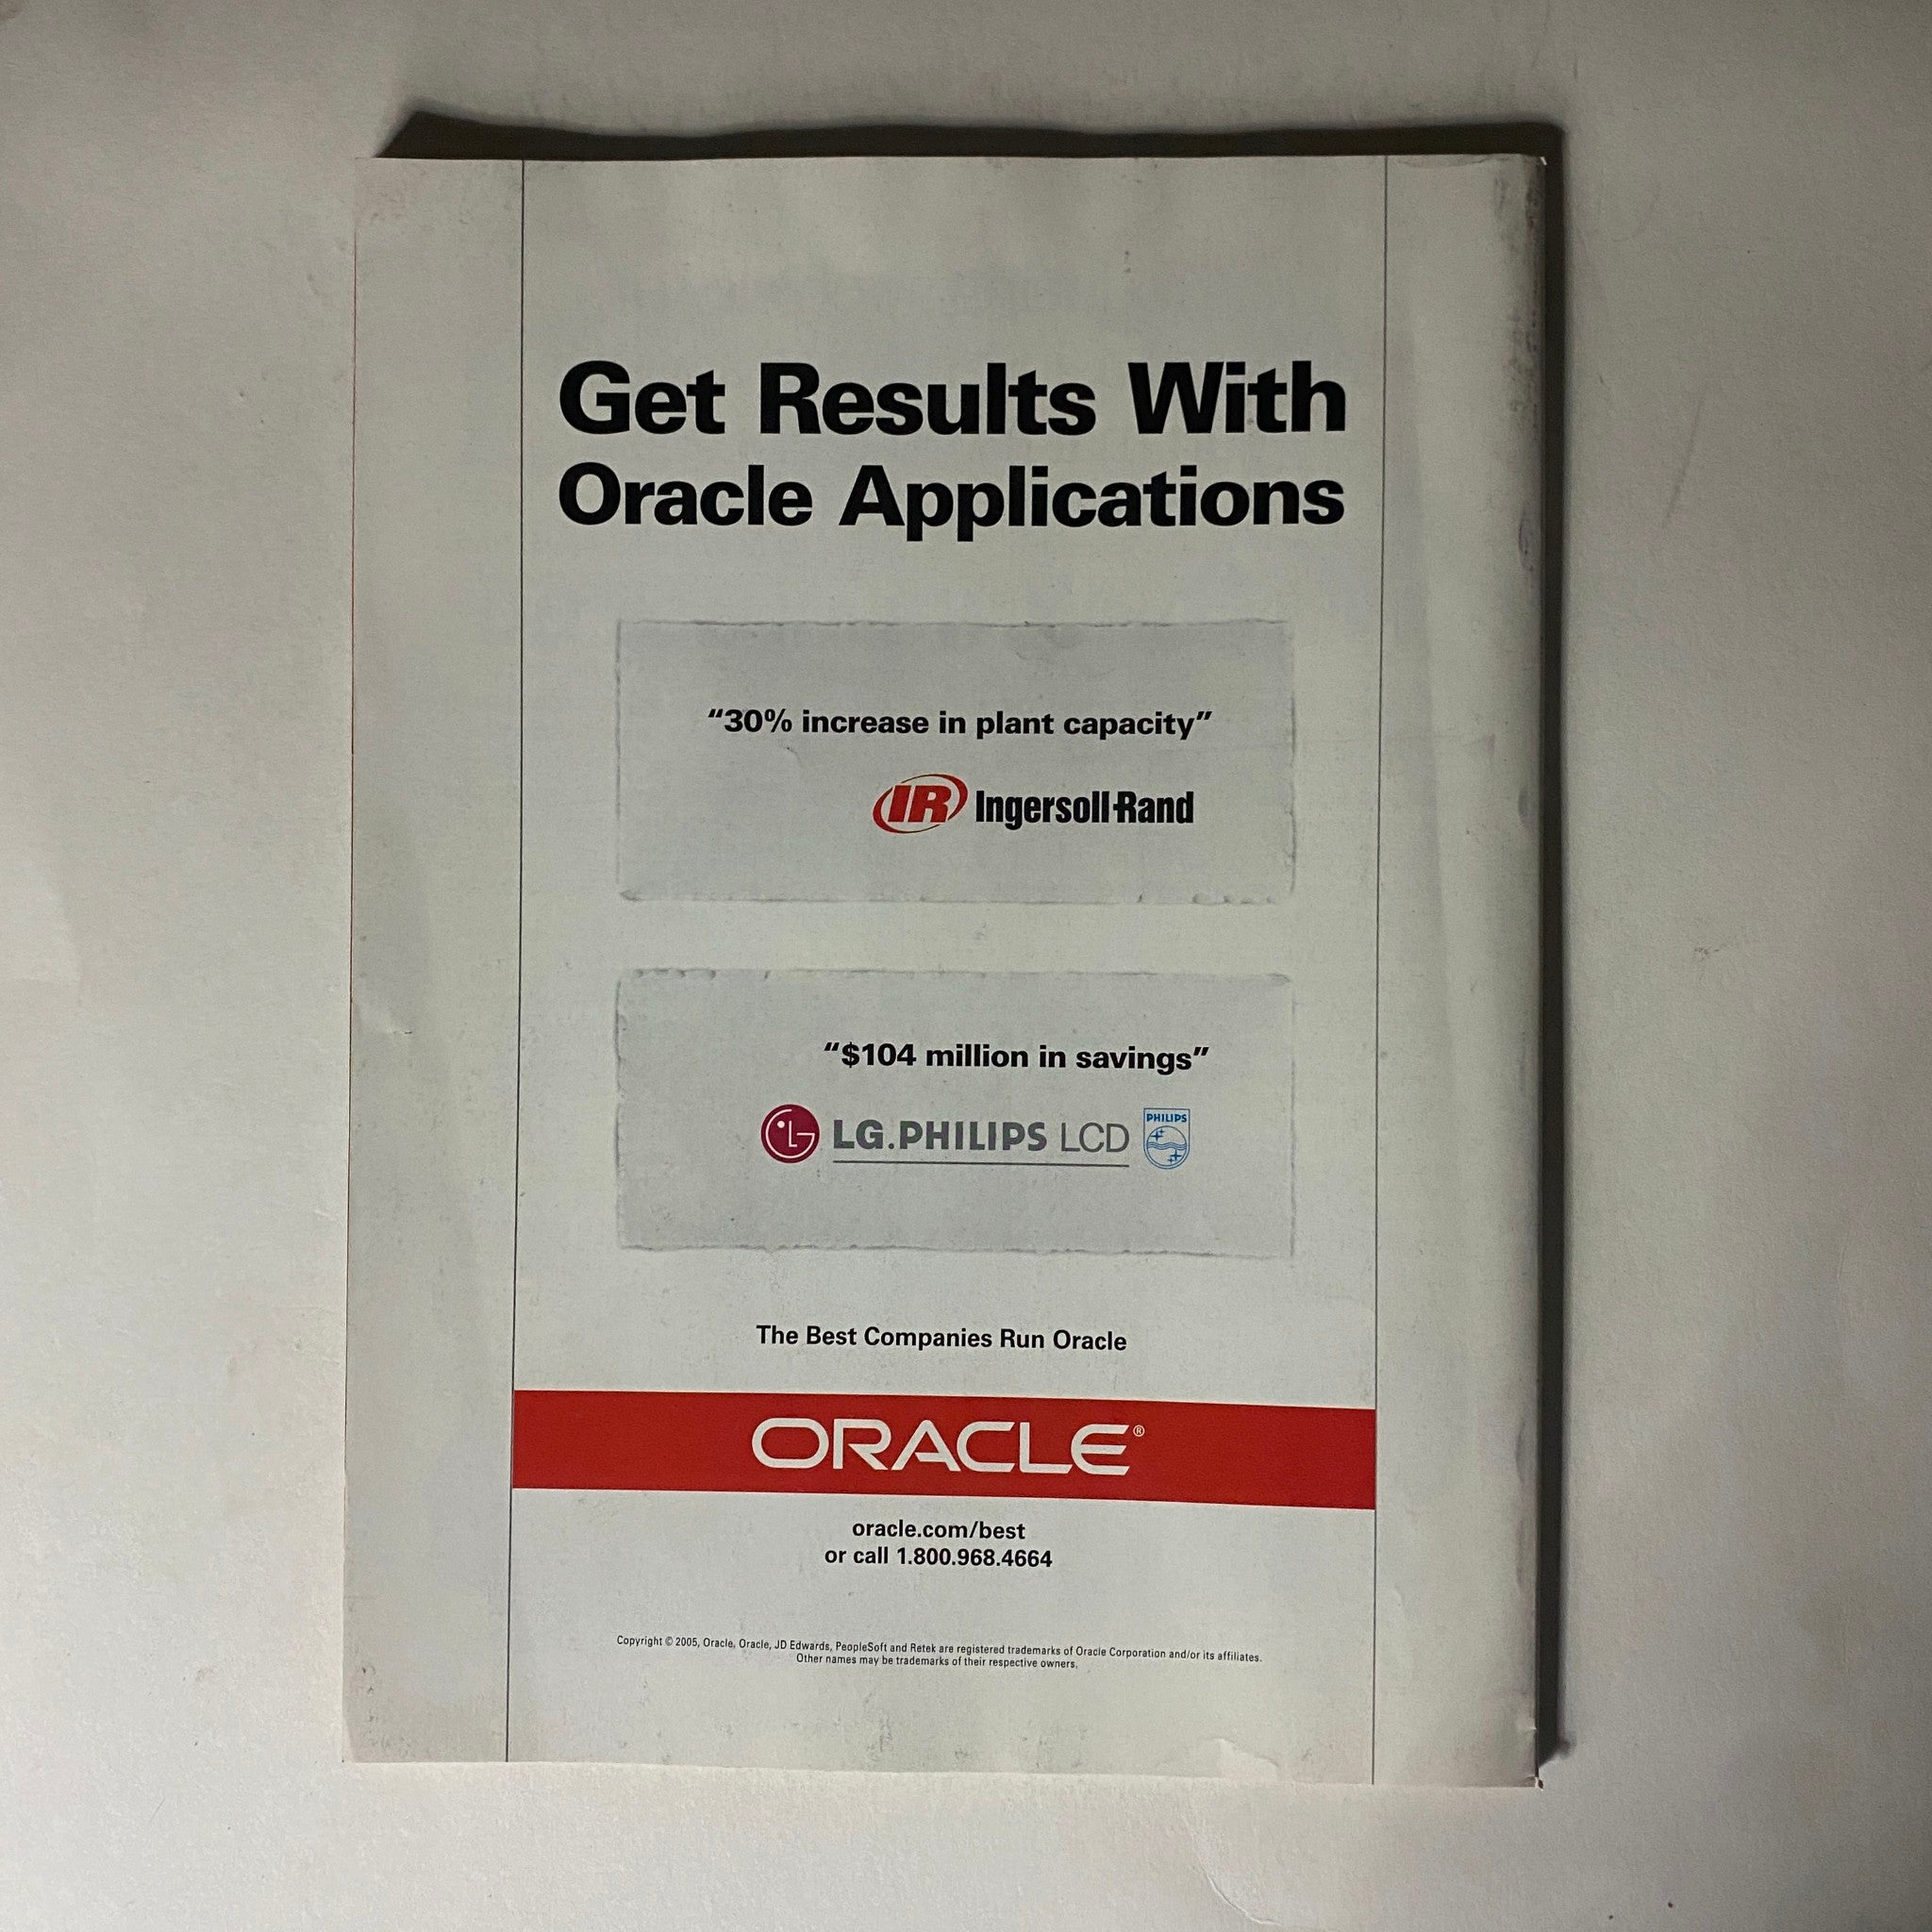 Get Results With
Oracle Applications
“30% increase in plant capacity”
IR Ingersoll-Rand
“$104 million in savings”
LG LG.PHILIPS LCD PHILIPS
The Best Companies Run Oracle
ORACLE®
oracle.com/best
or call 1.800.968.4664
Copyright © 2005, Oracle, Oracle, JD Edwards, PeopleSoft and Retek are registered trademarks of Oracle Corporation and/or its affiliates.
Other names may be trademarks of their respective owners.